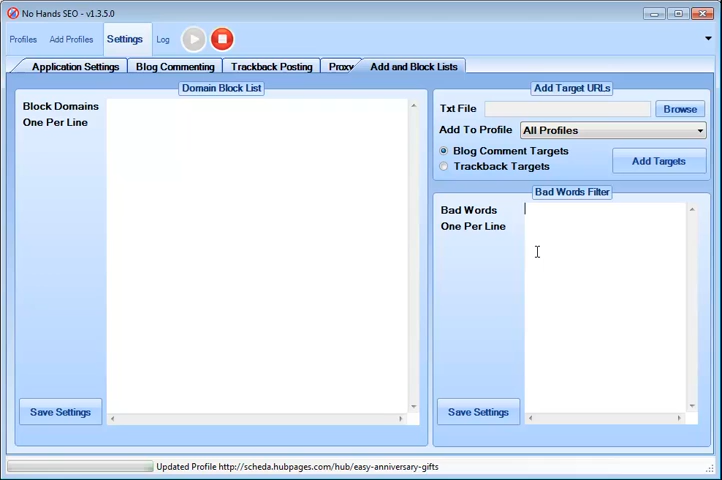 No Hands SEO - v1.3.5.0
Profiles
Add Profiles
Settings
Log
Application Settings
Blog Commenting
Trackback Posting
Proxy
Add and Block Lists
Domain Block List
Block Domains
One Per Line
Save Settings
Add Target URLs
Txt File
Browse
Add To Profile
All Profiles
Blog Comment Targets
Trackback Targets
Add Targets
Bad Words Filter
Bad Words
One Per Line
Save Settings
Updated Profile http://scheda.hubpages.com/hub/easy-anniversary-gifts